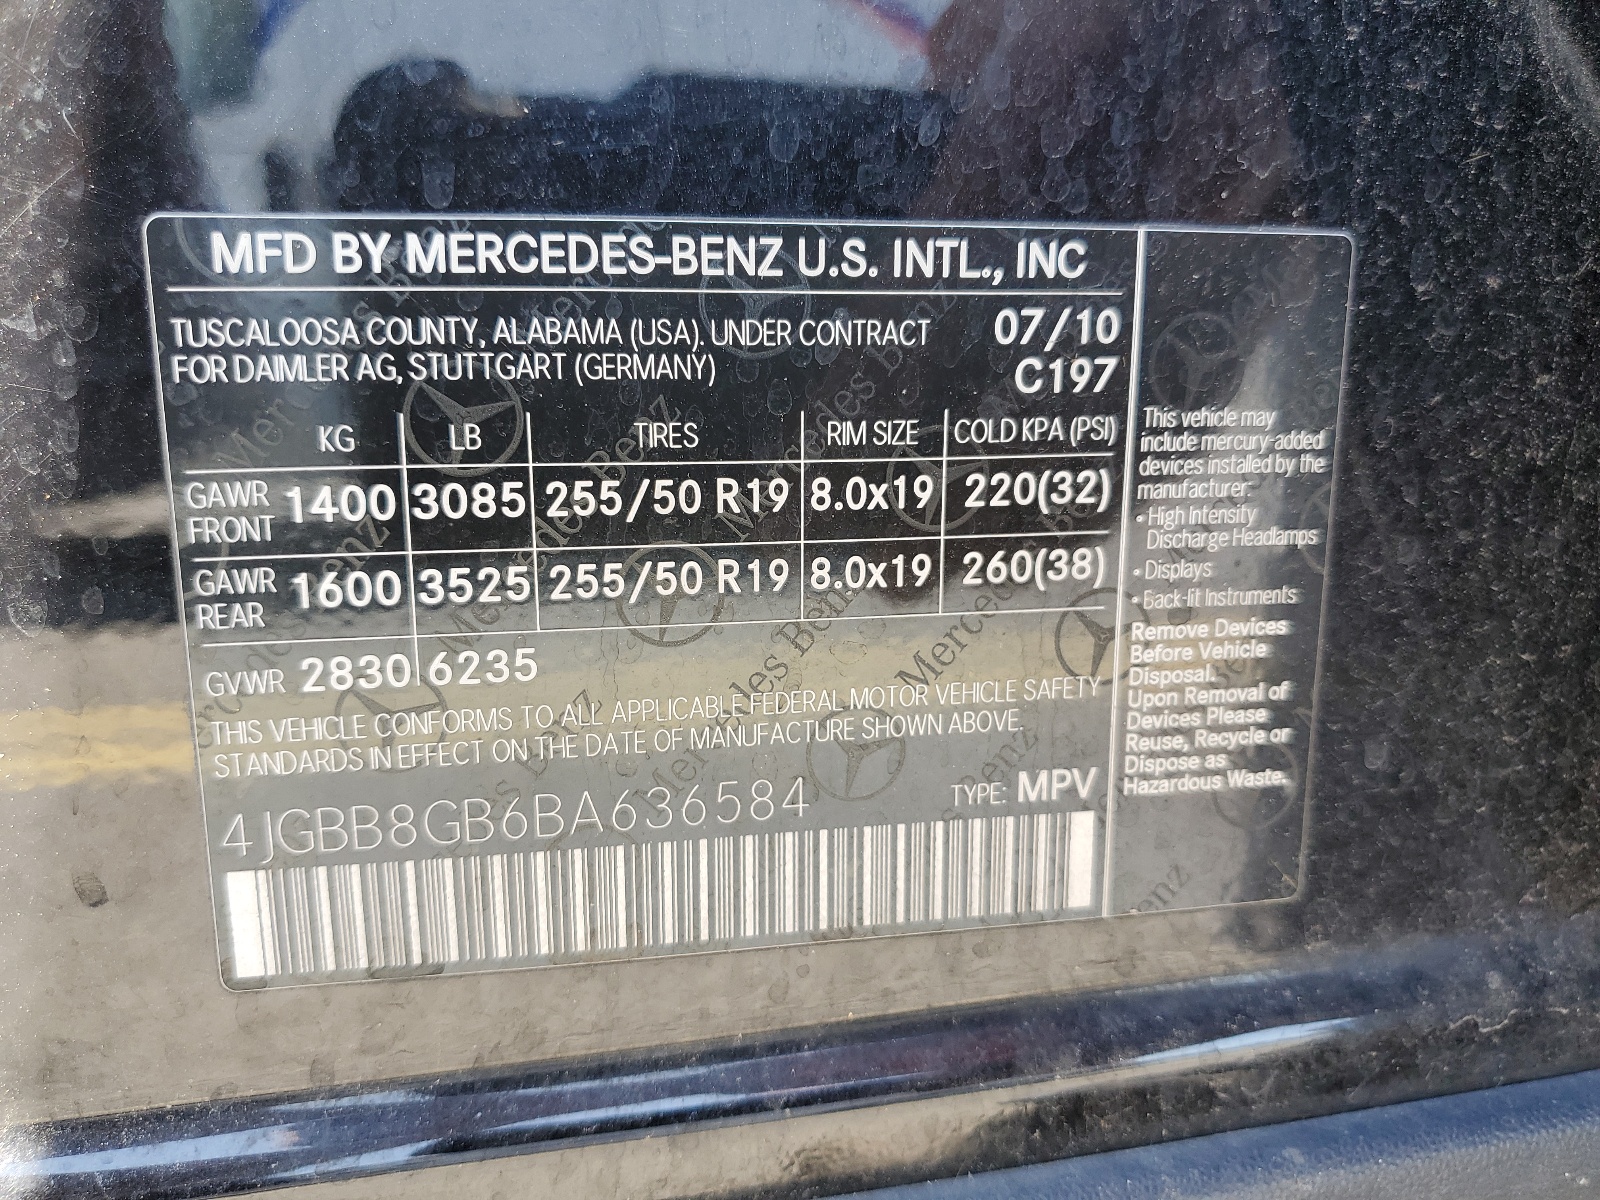 MFD BY MERCEDES-BENZ U.S. INTL., INC
TUSCALOOSA COUNTY, ALABAMA (USA). UNDER CONTRACT 07/10
FOR DAIMLER AG, STUTTGART (GERMANY) C197
KG LB TIRES RIM SIZE COLD KPA (PSI)
GAWR FRONT 1400 3085 255/50 R19 8.0x19 220(32)
GAWR REAR 1600 3525 255/50 R19 8.0x19 260(38)
GVWR 2830 6235
THIS VEHICLE CONFORMS TO ALL APPLICABLE FEDERAL MOTOR VEHICLE SAFETY
STANDARDS IN EFFECT ON THE DATE OF MANUFACTURE SHOWN ABOVE.
4JGBB8GB6BA636584 TYPE: MPV
This vehicle may
include mercury-added
devices installed by the
manufacturer:
• High Intensity
Discharge Headlamps
• Displays
• Back-lit Instruments
Remove Devices
Before Vehicle
Disposal.
Upon Removal of
Devices Please
Reuse, Recycle or
Dispose as
Hazardous Waste.
Mercedes Benz